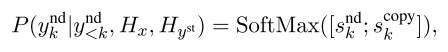 P(y_k^{nd}|y_{<k}^{nd}, H_x, H_{y^{st}}) = SoftMax([s_k^{nd}; s_k^{copy}]),